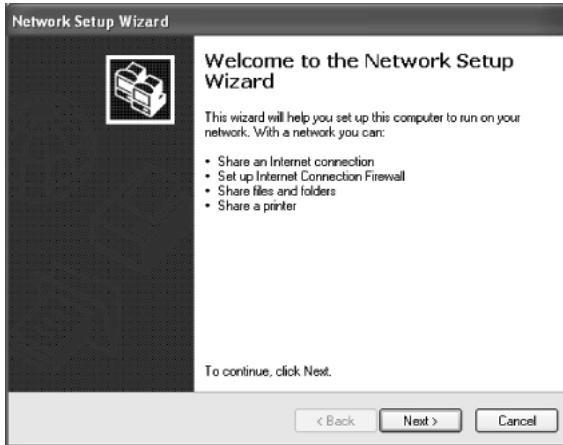 Network Setup Wizard
Welcome to the Network Setup
Wizard
This wizard will help you set up this computer to run on your
network. With a network you can:
• Share an Internet connection
• Set up Internet Connection Firewall
• Share files and folders
• Share a printer
To continue, click Next.
< Back Next > Cancel